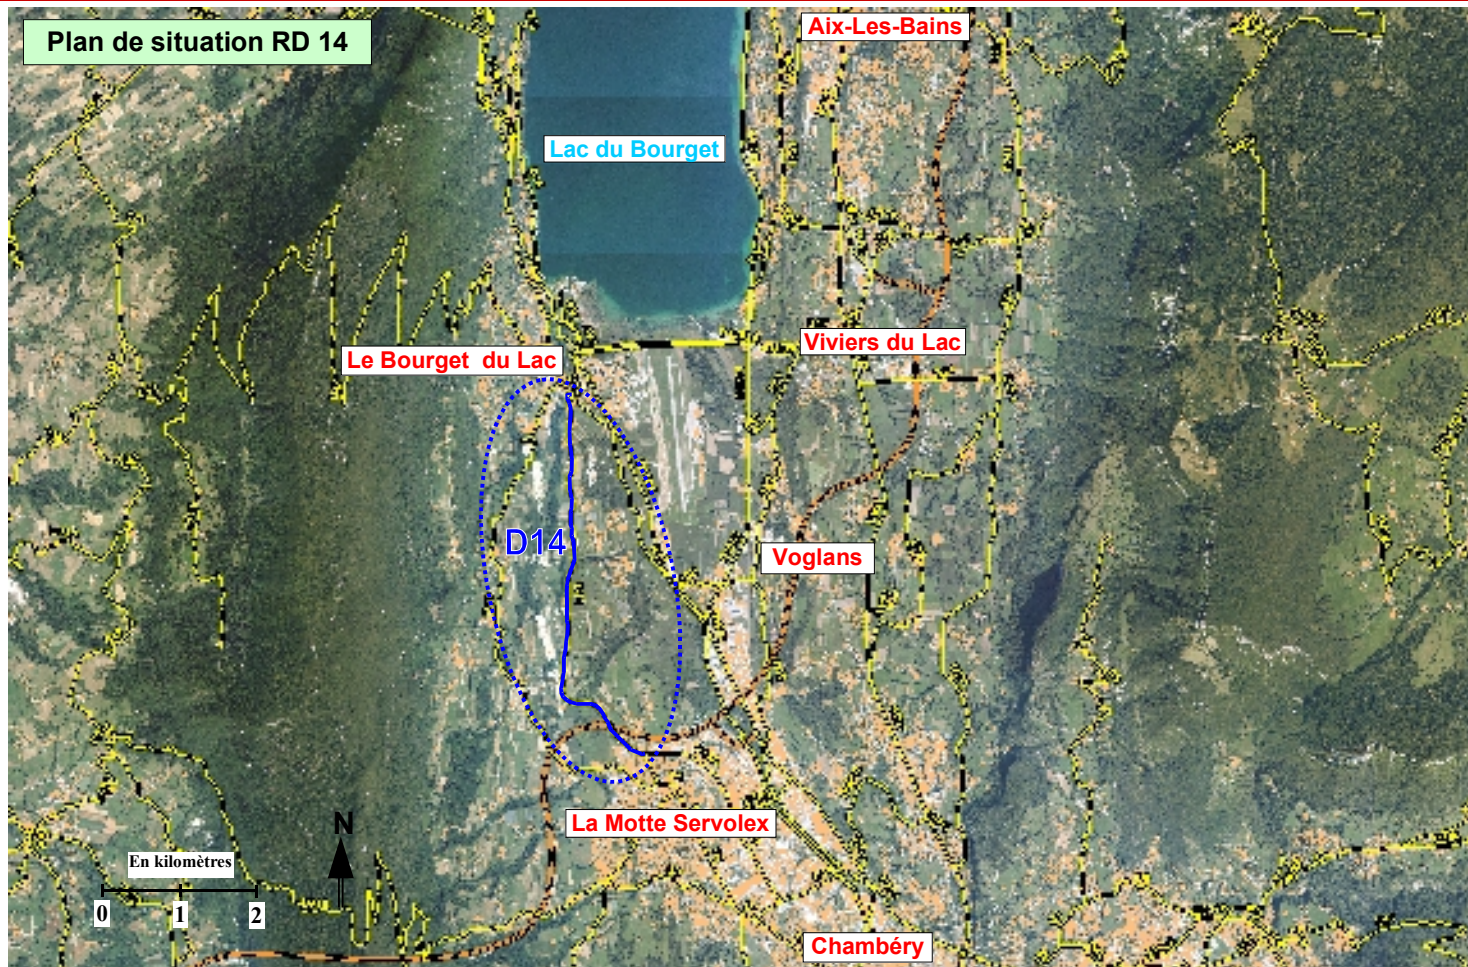 Plan de situation RD 14
Aix-Les-Bains
Lac du Bourget
Viviers du Lac
Le Bourget du Lac
D14
Voglans
La Motte Servolex
N
En kilomètres
0 1 2
Chambéry